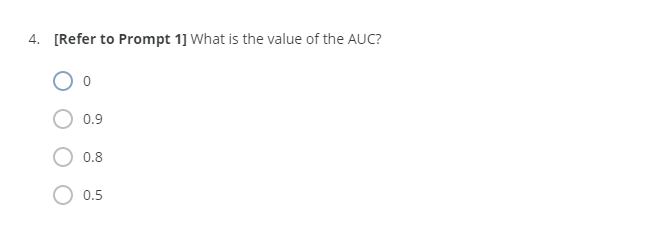 4. [Refer to Prompt 1] What is the value of the AUC?
0
0.9
0.8
0.5